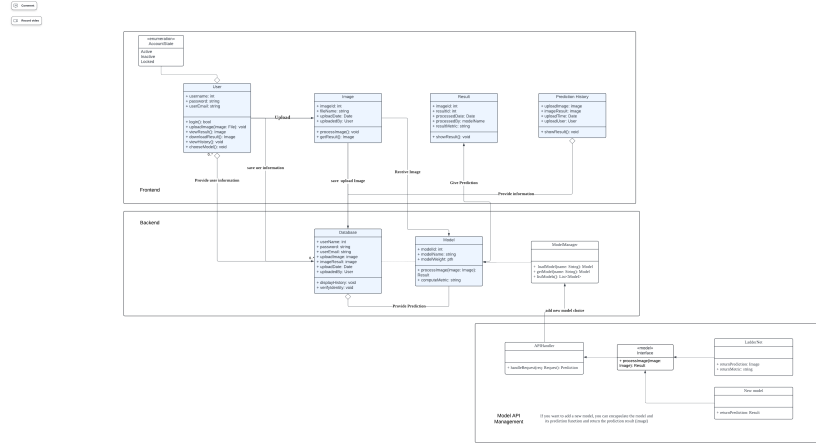 Comment
Record video
«enumeration»
AccountState
Active
Inactive
Locked
User
+ username: int
+ password: string
+ userEmail: string
+ login(): bool
+ uploadImage(Image: File): void
+ viewResult(): Image
+ downloadResult(): Image
+ viewHistory(): void
+ chooseModel(): void
Image
+ imageId: int
+ fileName: string
+ uploadDate: Date
+ uploadedBy: User
+ processImage(): void
+ getResult(): Image
Result
+ imageId: int
+ resultId: int
+ processedDate: Date
+ processedBy: modelName
+ resultMetric: string
+ showResult(): void
Prediction History
+ uploadImage: Image
+ imageResult: Image
+ uploadTime: Date
+ uploadUser: User
+ showResult(): void
Upload
save user information
Provide user information
save upload Image
Receive Image
Give Prediction
Provide information
Frontend
Backend
Database
+ userName: int
+ password: string
+ userEmail: string
+ uploadImage: Image
+ imageResult: Image
+ uploadDate: Date
+ uploadedBy: User
+ displayHistory: void
+ verifyIdentity: void
Model
+ modelId: int
+ modelName: string
+ modelWeight: pth
+ processImage(Image: Image):
Result
+ computeMetric: string
ModelManager
+ loadModel(name: String): Model
+ getModel(name: String): Model
+ listModels(): List<Model>
Provide Prediction
add new model choice
APIHandler
+ handleRequest(req: Request): Prediction
«model»
Interface
+ processImage(image:
Image): Result
LadderNet
+ returnPrediction: Image
+ returnMetric: string
New model
+ returnPrediction: Result
Model API
Management
If you want to add a new model, you can encapsulate the model and
its prediction function and return the prediction result (image)